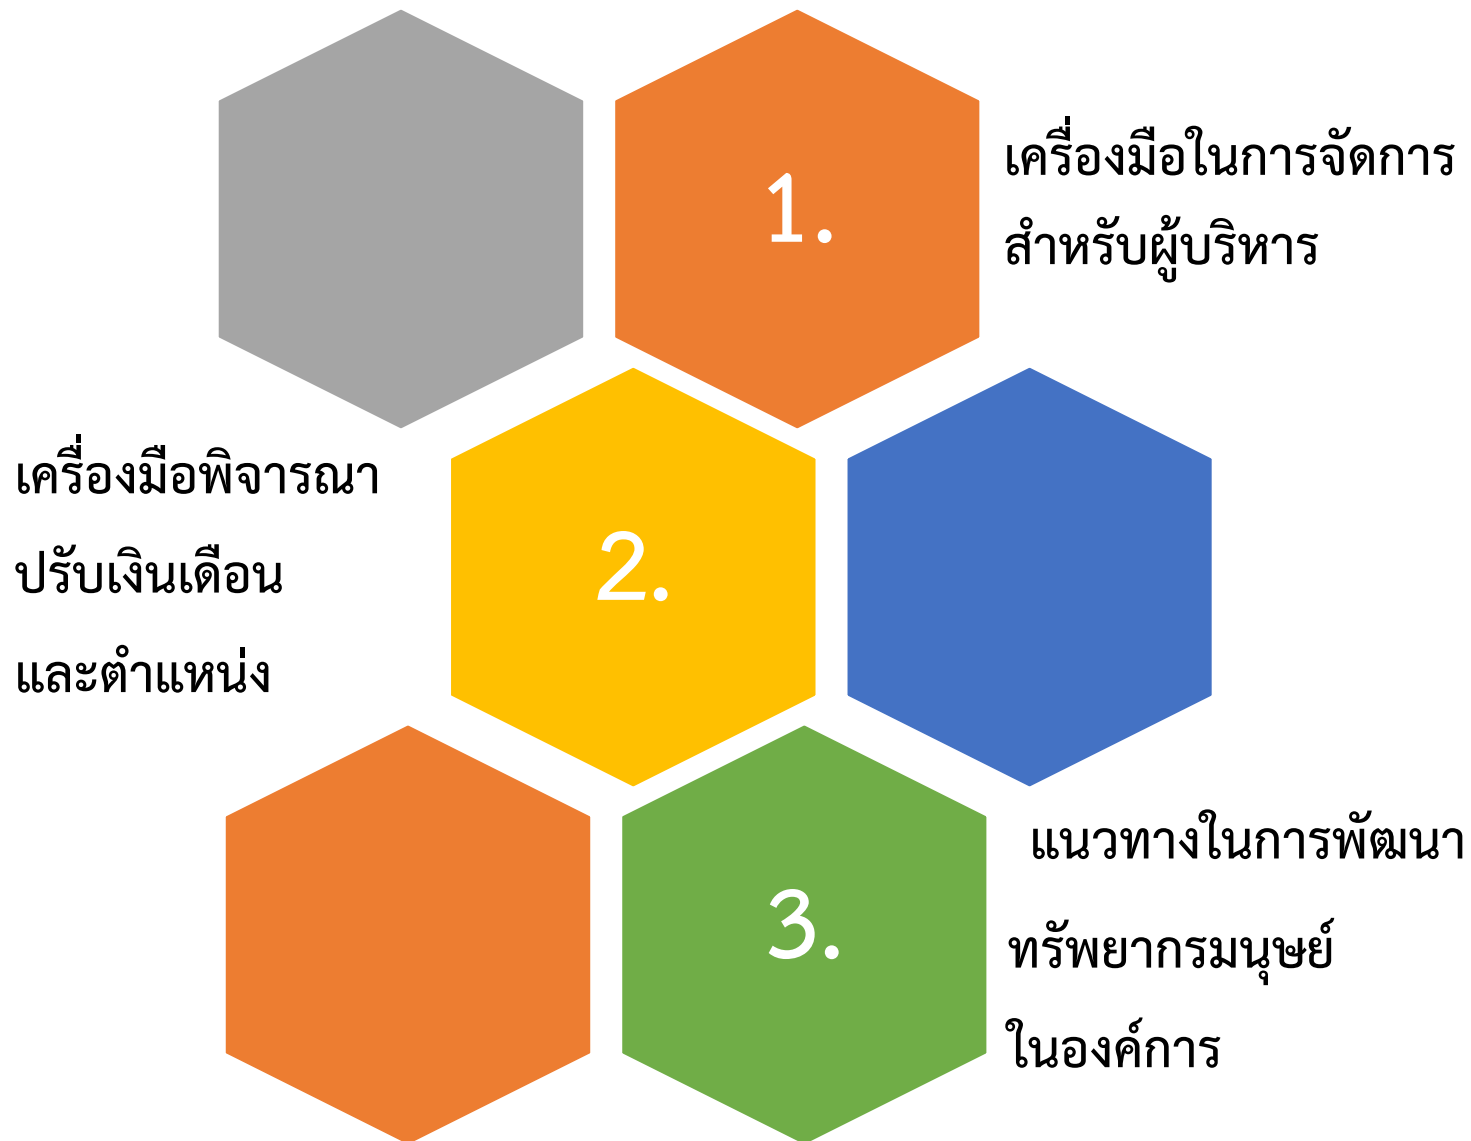 1.
เครื่องมือในการจัดการ
สำหรับผู้บริหาร
2.
เครื่องมือพิจารณา
ปรับเงินเดือน
และตำแหน่ง
3.
แนวทางในการพัฒนา
ทรัพยากรมนุษย์
ในองค์การ